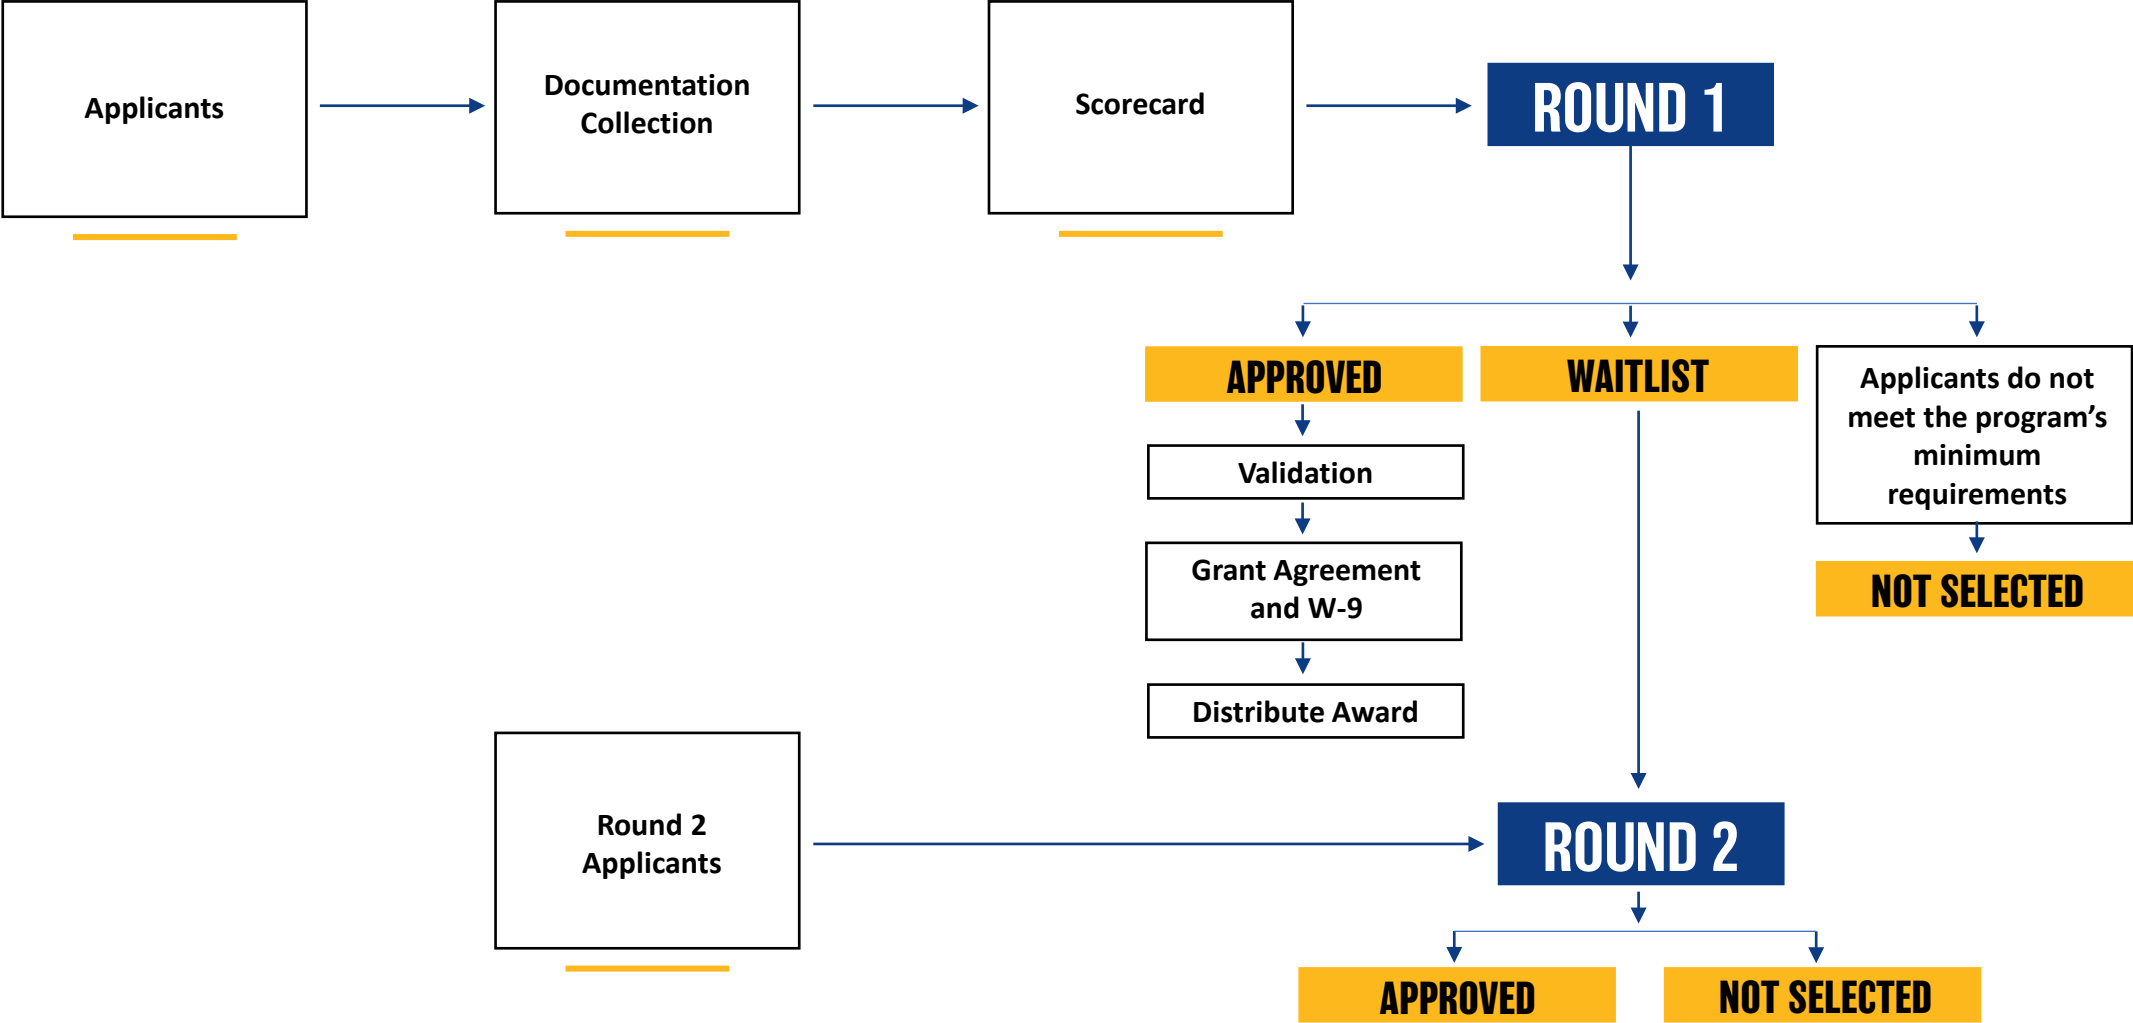 Applicants
Documentation
Collection
Scorecard
ROUND 1
APPROVED
WAITLIST
Applicants do not
meet the program’s
minimum
requirements
Validation
Grant Agreement
and W-9
NOT SELECTED
Distribute Award
Round 2
Applicants
ROUND 2
APPROVED
NOT SELECTED